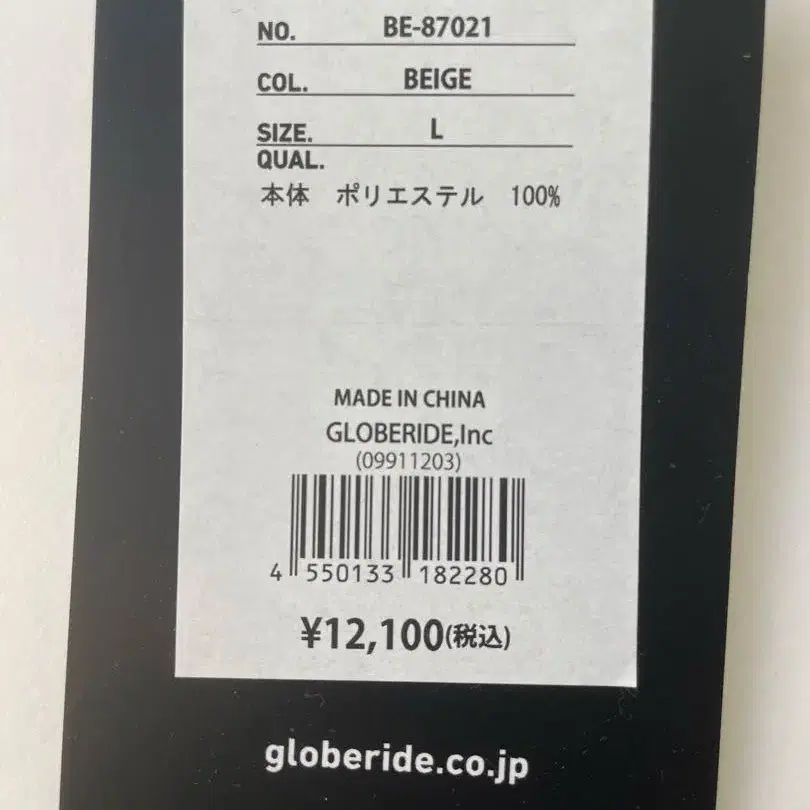 NO. BE-87021
COL. BEIGE
SIZE. L
QUAL.
本体 ポリエステル 100%
MADE IN CHINA
GLOBERIDE,Inc
(09911203)
4 550133 182280
¥12,100(税込)
globeride.co.jp